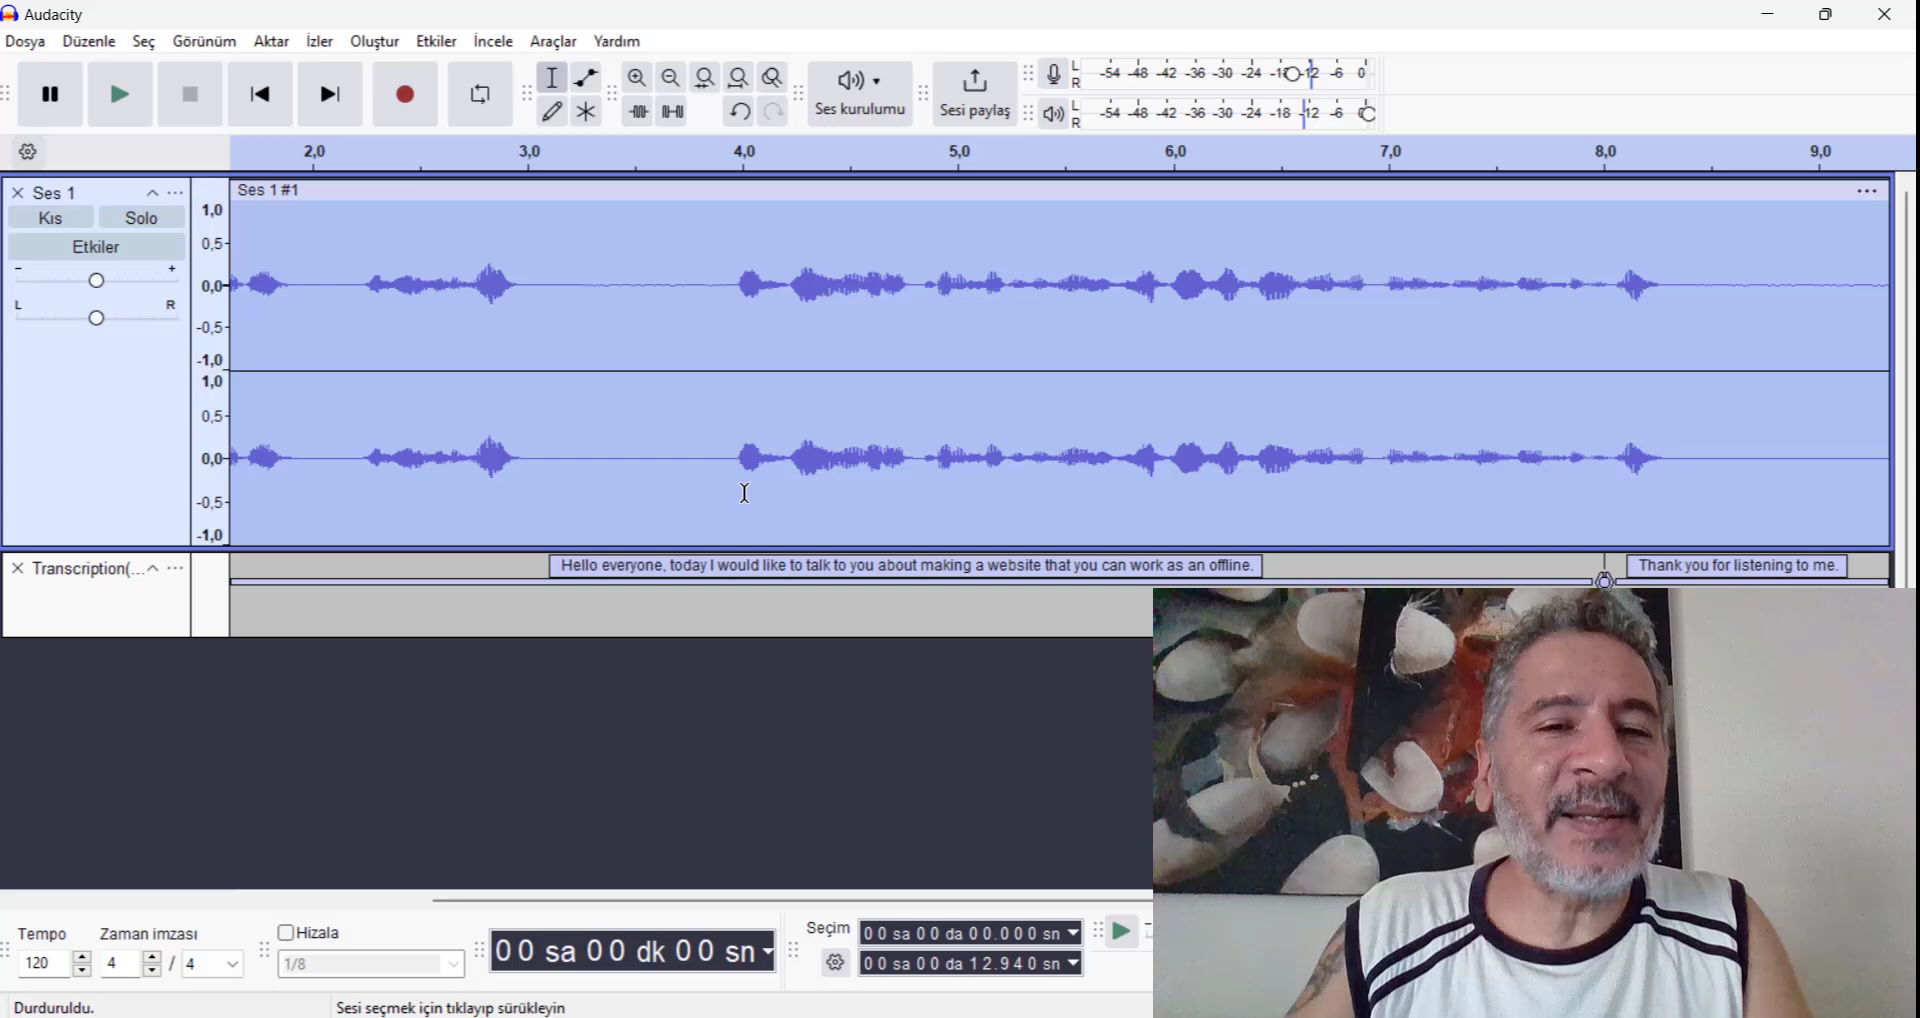 Audacity
Dosya Düzenle Seç Görünüm Aktar İzler Oluştur Etkiler İncele Araçlar Yardım
Ses kurulumu
Sesi paylaş
L R
-54 -48 -42 -36 -30 -24 -12 -6 0
L R
-54 -48 -42 -36 -30 -24 -18 -12 -6
2,0 3,0 4,0 5,0 6,0 7,0 8,0 9,0
Ses 1
Ses 1 #1
Kıs Solo
Etkiler
- +
L R
1,0
0,5
0,0
-0,5
-1,0
1,0
0,5
0,0
-0,5
-1,0
Transcription(...
Hello everyone, today I would like to talk to you about making a website that you can work as an offline.
Thank you for listening to me.
Tempo
120
Zaman imzası
4 / 4
Hizala
1/8
00 sa 00 dk 00 sn
Seçim
00 sa 00 da 00.000 sn
00 sa 00 da 12.940 sn
Durduruldu.
Sesi seçmek için tıklayıp sürükleyin